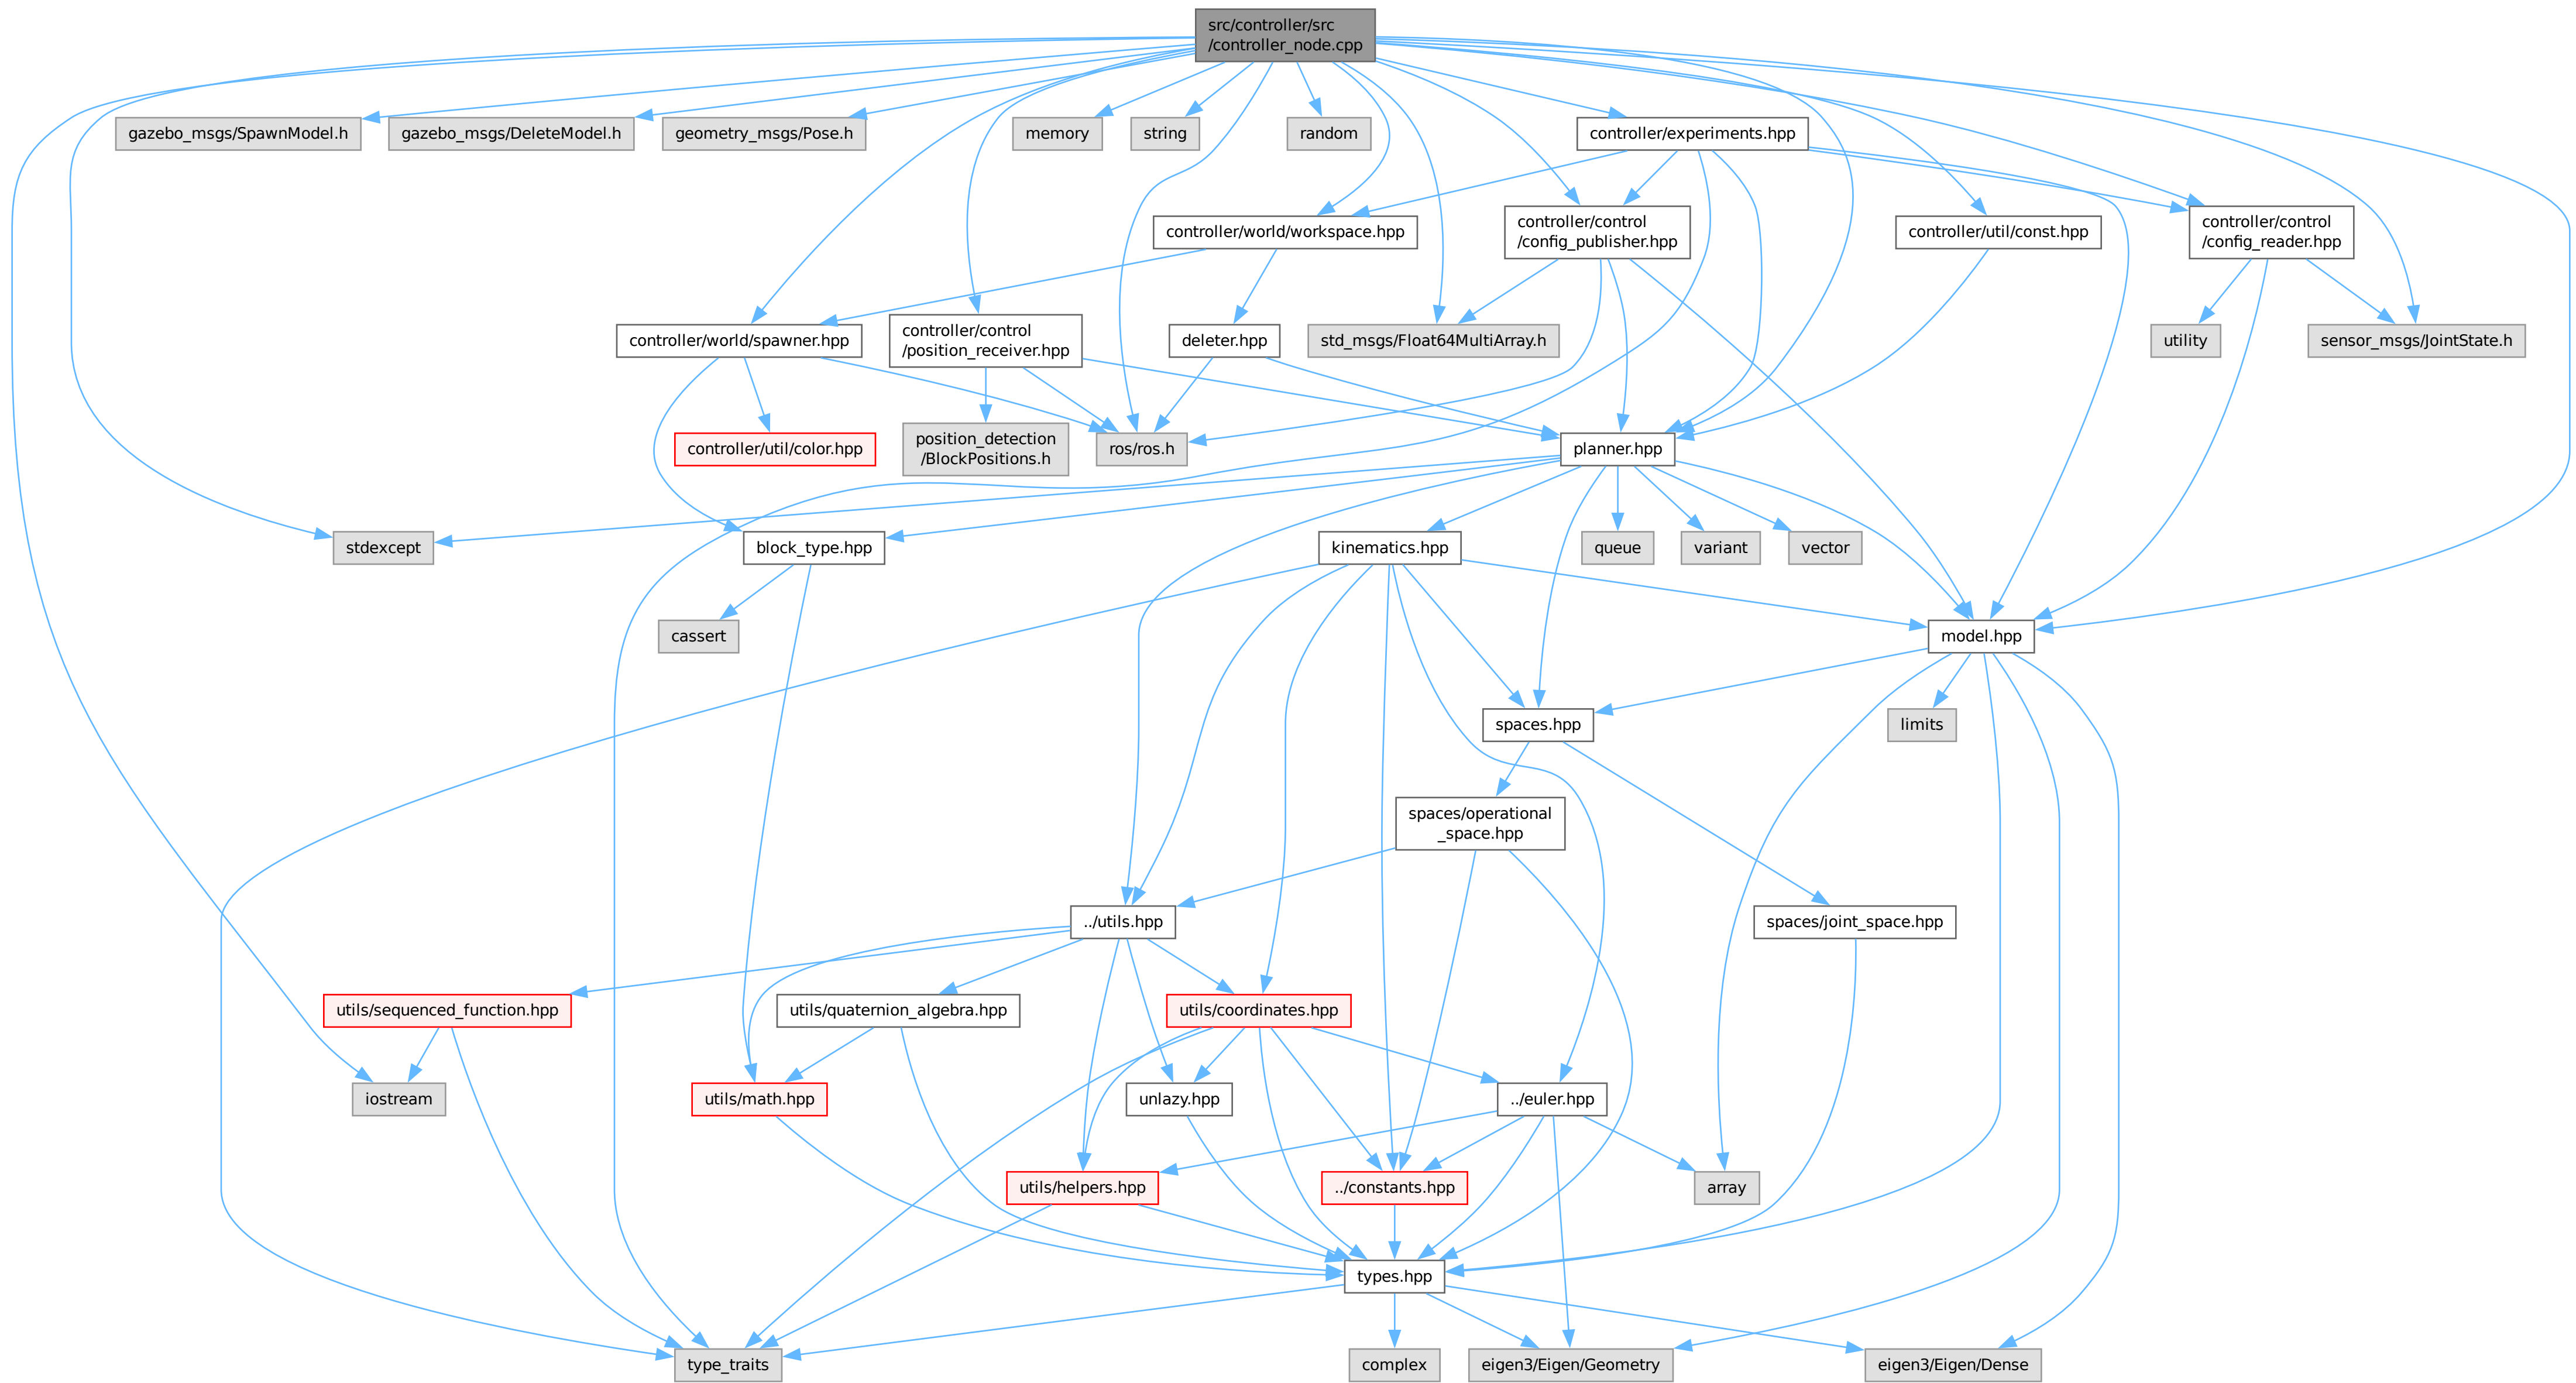 src/controller/src
/controller_node.cpp
gazebo_msgs/SpawnModel.h
gazebo_msgs/DeleteModel.h
geometry_msgs/Pose.h
memory
string
random
controller/experiments.hpp
controller/world/workspace.hpp
controller/control
/config_publisher.hpp
controller/util/const.hpp
controller/control
/config_reader.hpp
controller/world/spawner.hpp
controller/control
/position_receiver.hpp
deleter.hpp
std_msgs/Float64MultiArray.h
utility
sensor_msgs/JointState.h
controller/util/color.hpp
position_detection
/BlockPositions.h
ros/ros.h
planner.hpp
stdexcept
block_type.hpp
kinematics.hpp
queue
variant
vector
cassert
model.hpp
spaces.hpp
limits
spaces/operational
_space.hpp
../utils.hpp
spaces/joint_space.hpp
utils/sequenced_function.hpp
utils/quaternion_algebra.hpp
utils/coordinates.hpp
iostream
utils/math.hpp
unlazy.hpp
../euler.hpp
utils/helpers.hpp
../constants.hpp
array
types.hpp
type_traits
complex
eigen3/Eigen/Geometry
eigen3/Eigen/Dense